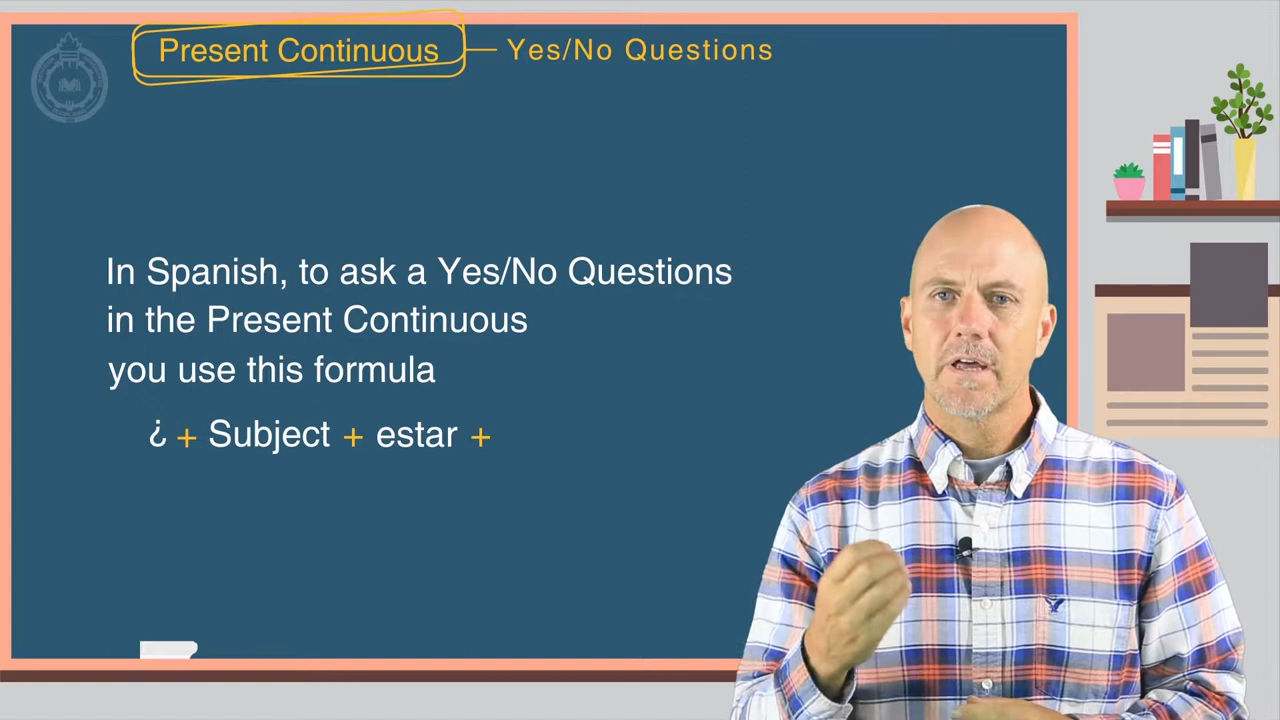 Present Continuous — Yes/No Questions
In Spanish, to ask a Yes/No Questions
in the Present Continuous
you use this formula
¿ + Subject + estar +